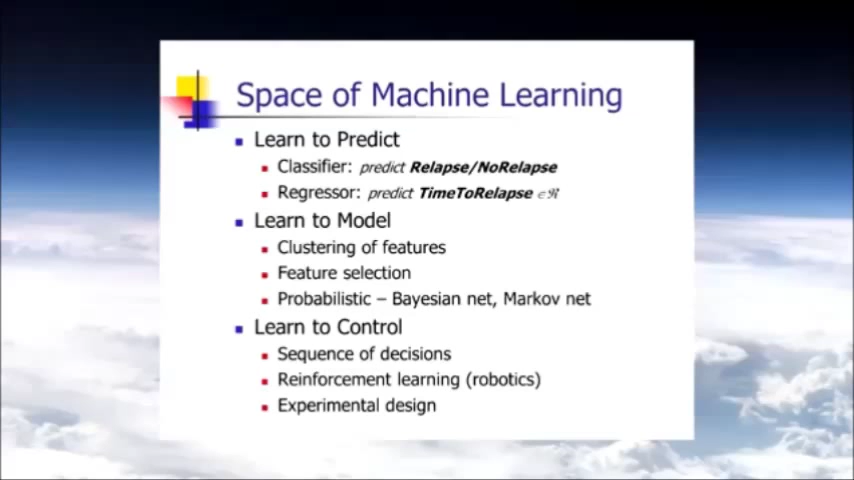 Space of Machine Learning
Learn to Predict
Classifier: predict Relapse/NoRelapse
Regressor: predict TimeToRelapse ∈ ℜ
Learn to Model
Clustering of features
Feature selection
Probabilistic – Bayesian net, Markov net
Learn to Control
Sequence of decisions
Reinforcement learning (robotics)
Experimental design